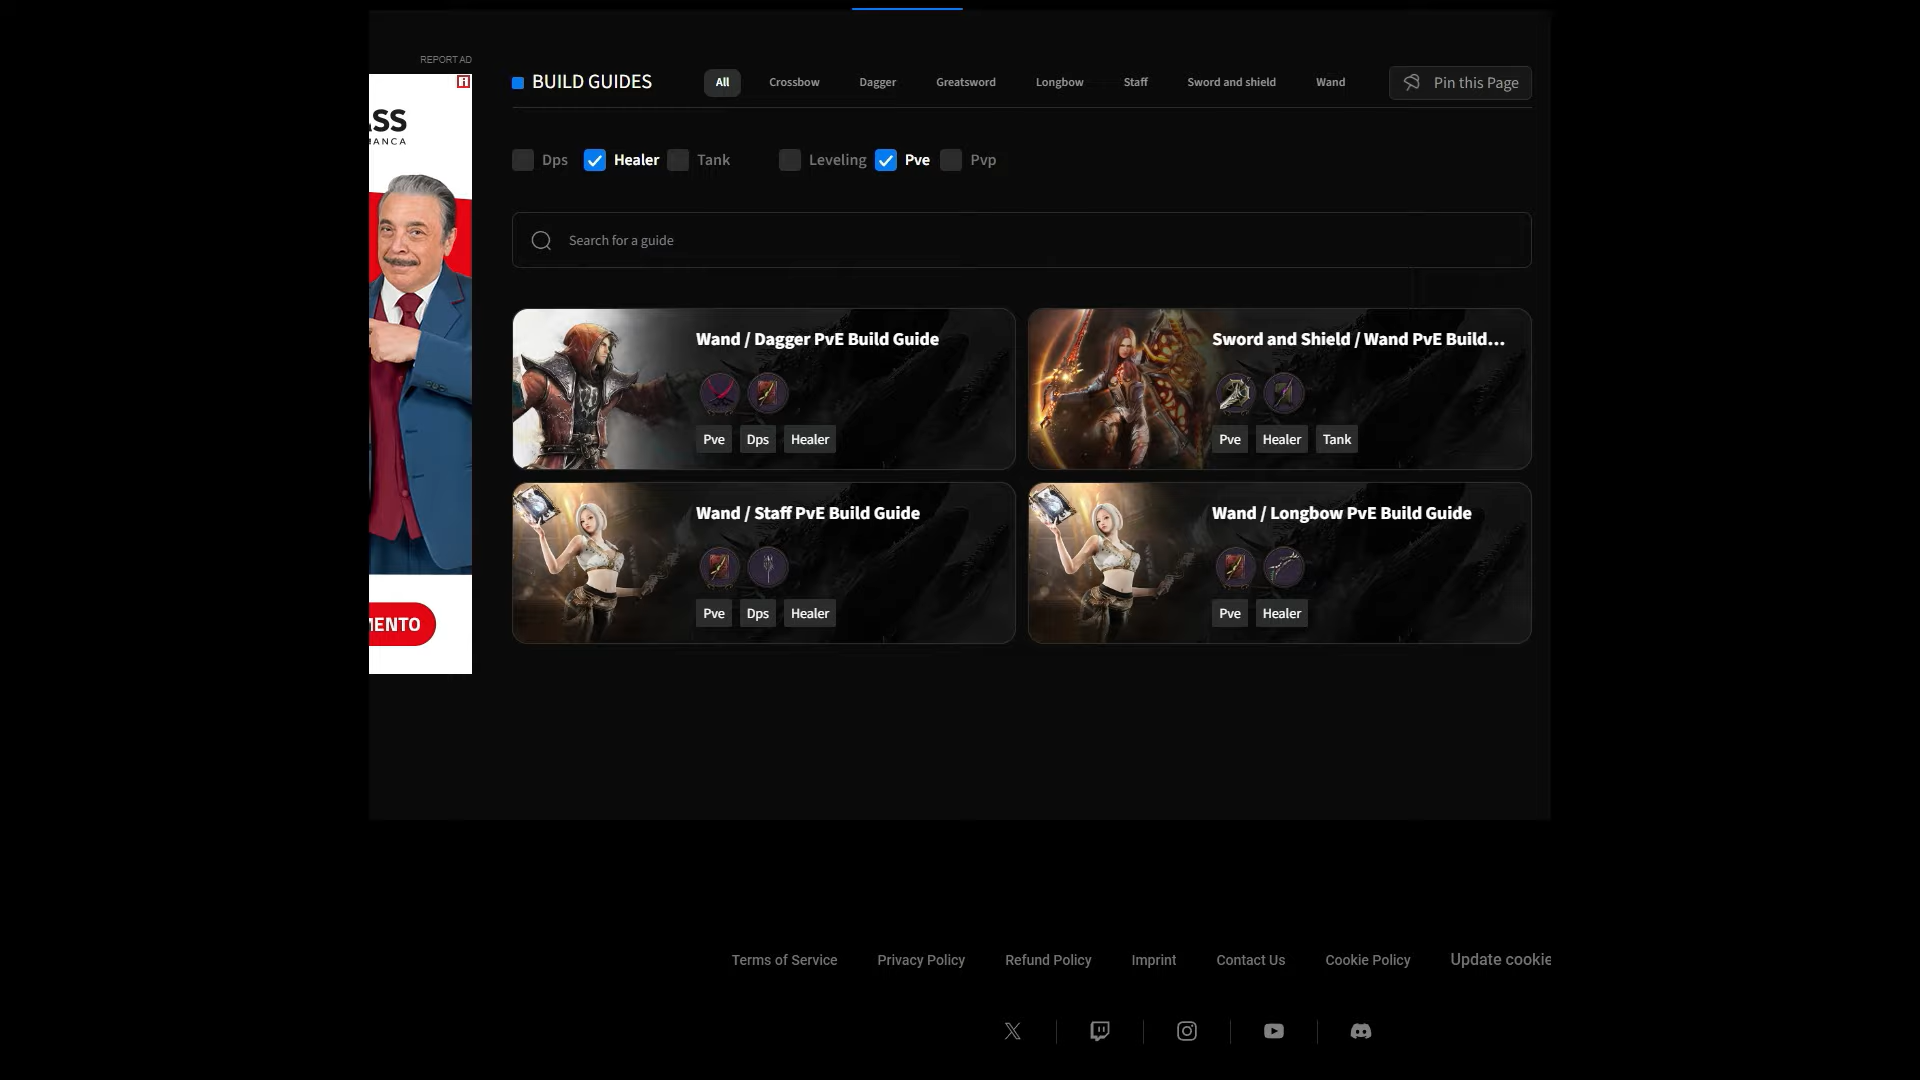 REPORT AD
BUILD GUIDES
All
Crossbow
Dagger
Greatsword
Longbow
Staff
Sword and shield
Wand
Pin this Page
ASS
MANCA
Dps
Healer
Tank
Leveling
Pve
Pvp
Search for a guide
Wand / Dagger PvE Build Guide
Pve
Dps
Healer
Sword and Shield / Wand PvE Build...
Pve
Healer
Tank
Wand / Staff PvE Build Guide
Pve
Dps
Healer
Wand / Longbow PvE Build Guide
Pve
Healer
MENTO
Terms of Service
Privacy Policy
Refund Policy
Imprint
Contact Us
Cookie Policy
Update cookie